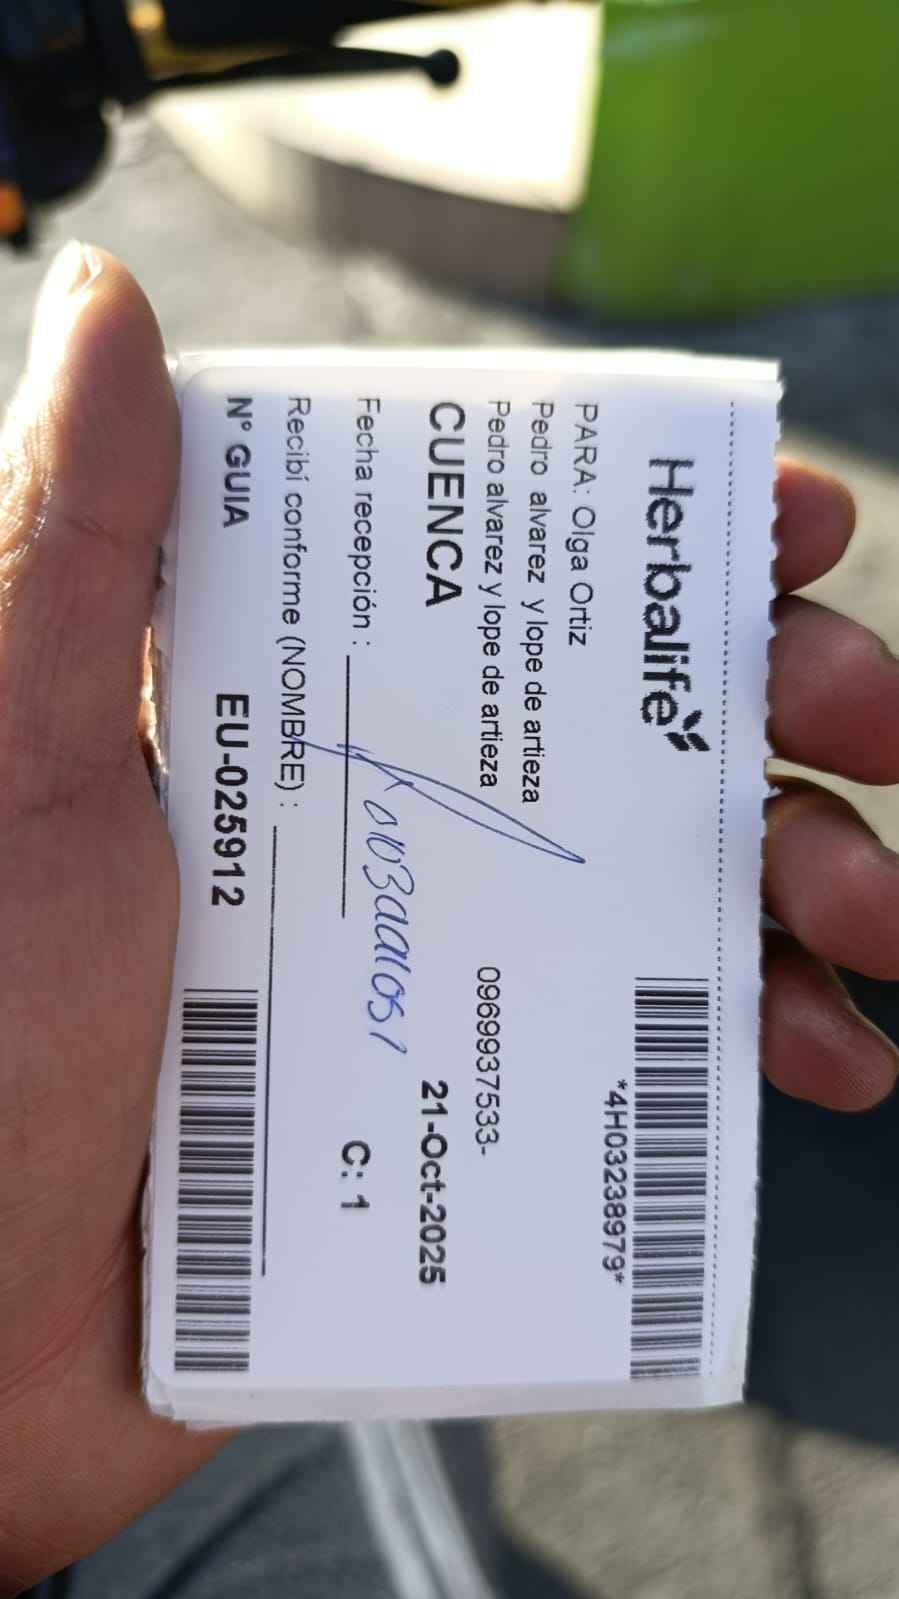 Herbalife
*4H03238979*
PARA: Olga Ortiz
Pedro alvarez y lope de artieza
Pedro alvarez y lope de artieza 0969937533-
CUENCA 21-Oct-2025
Fecha recepción : C: 1
Recibí conforme (NOMBRE) :
N° GUIA EU-025912